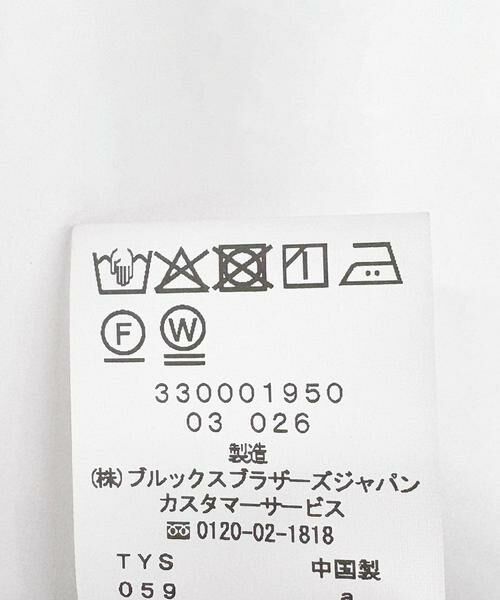 F W
330001950
03 026
製造
(株)ブルックスブラザーズジャパン
カスタマーサービス
0120-02-1818
TYS 中国製
059 a